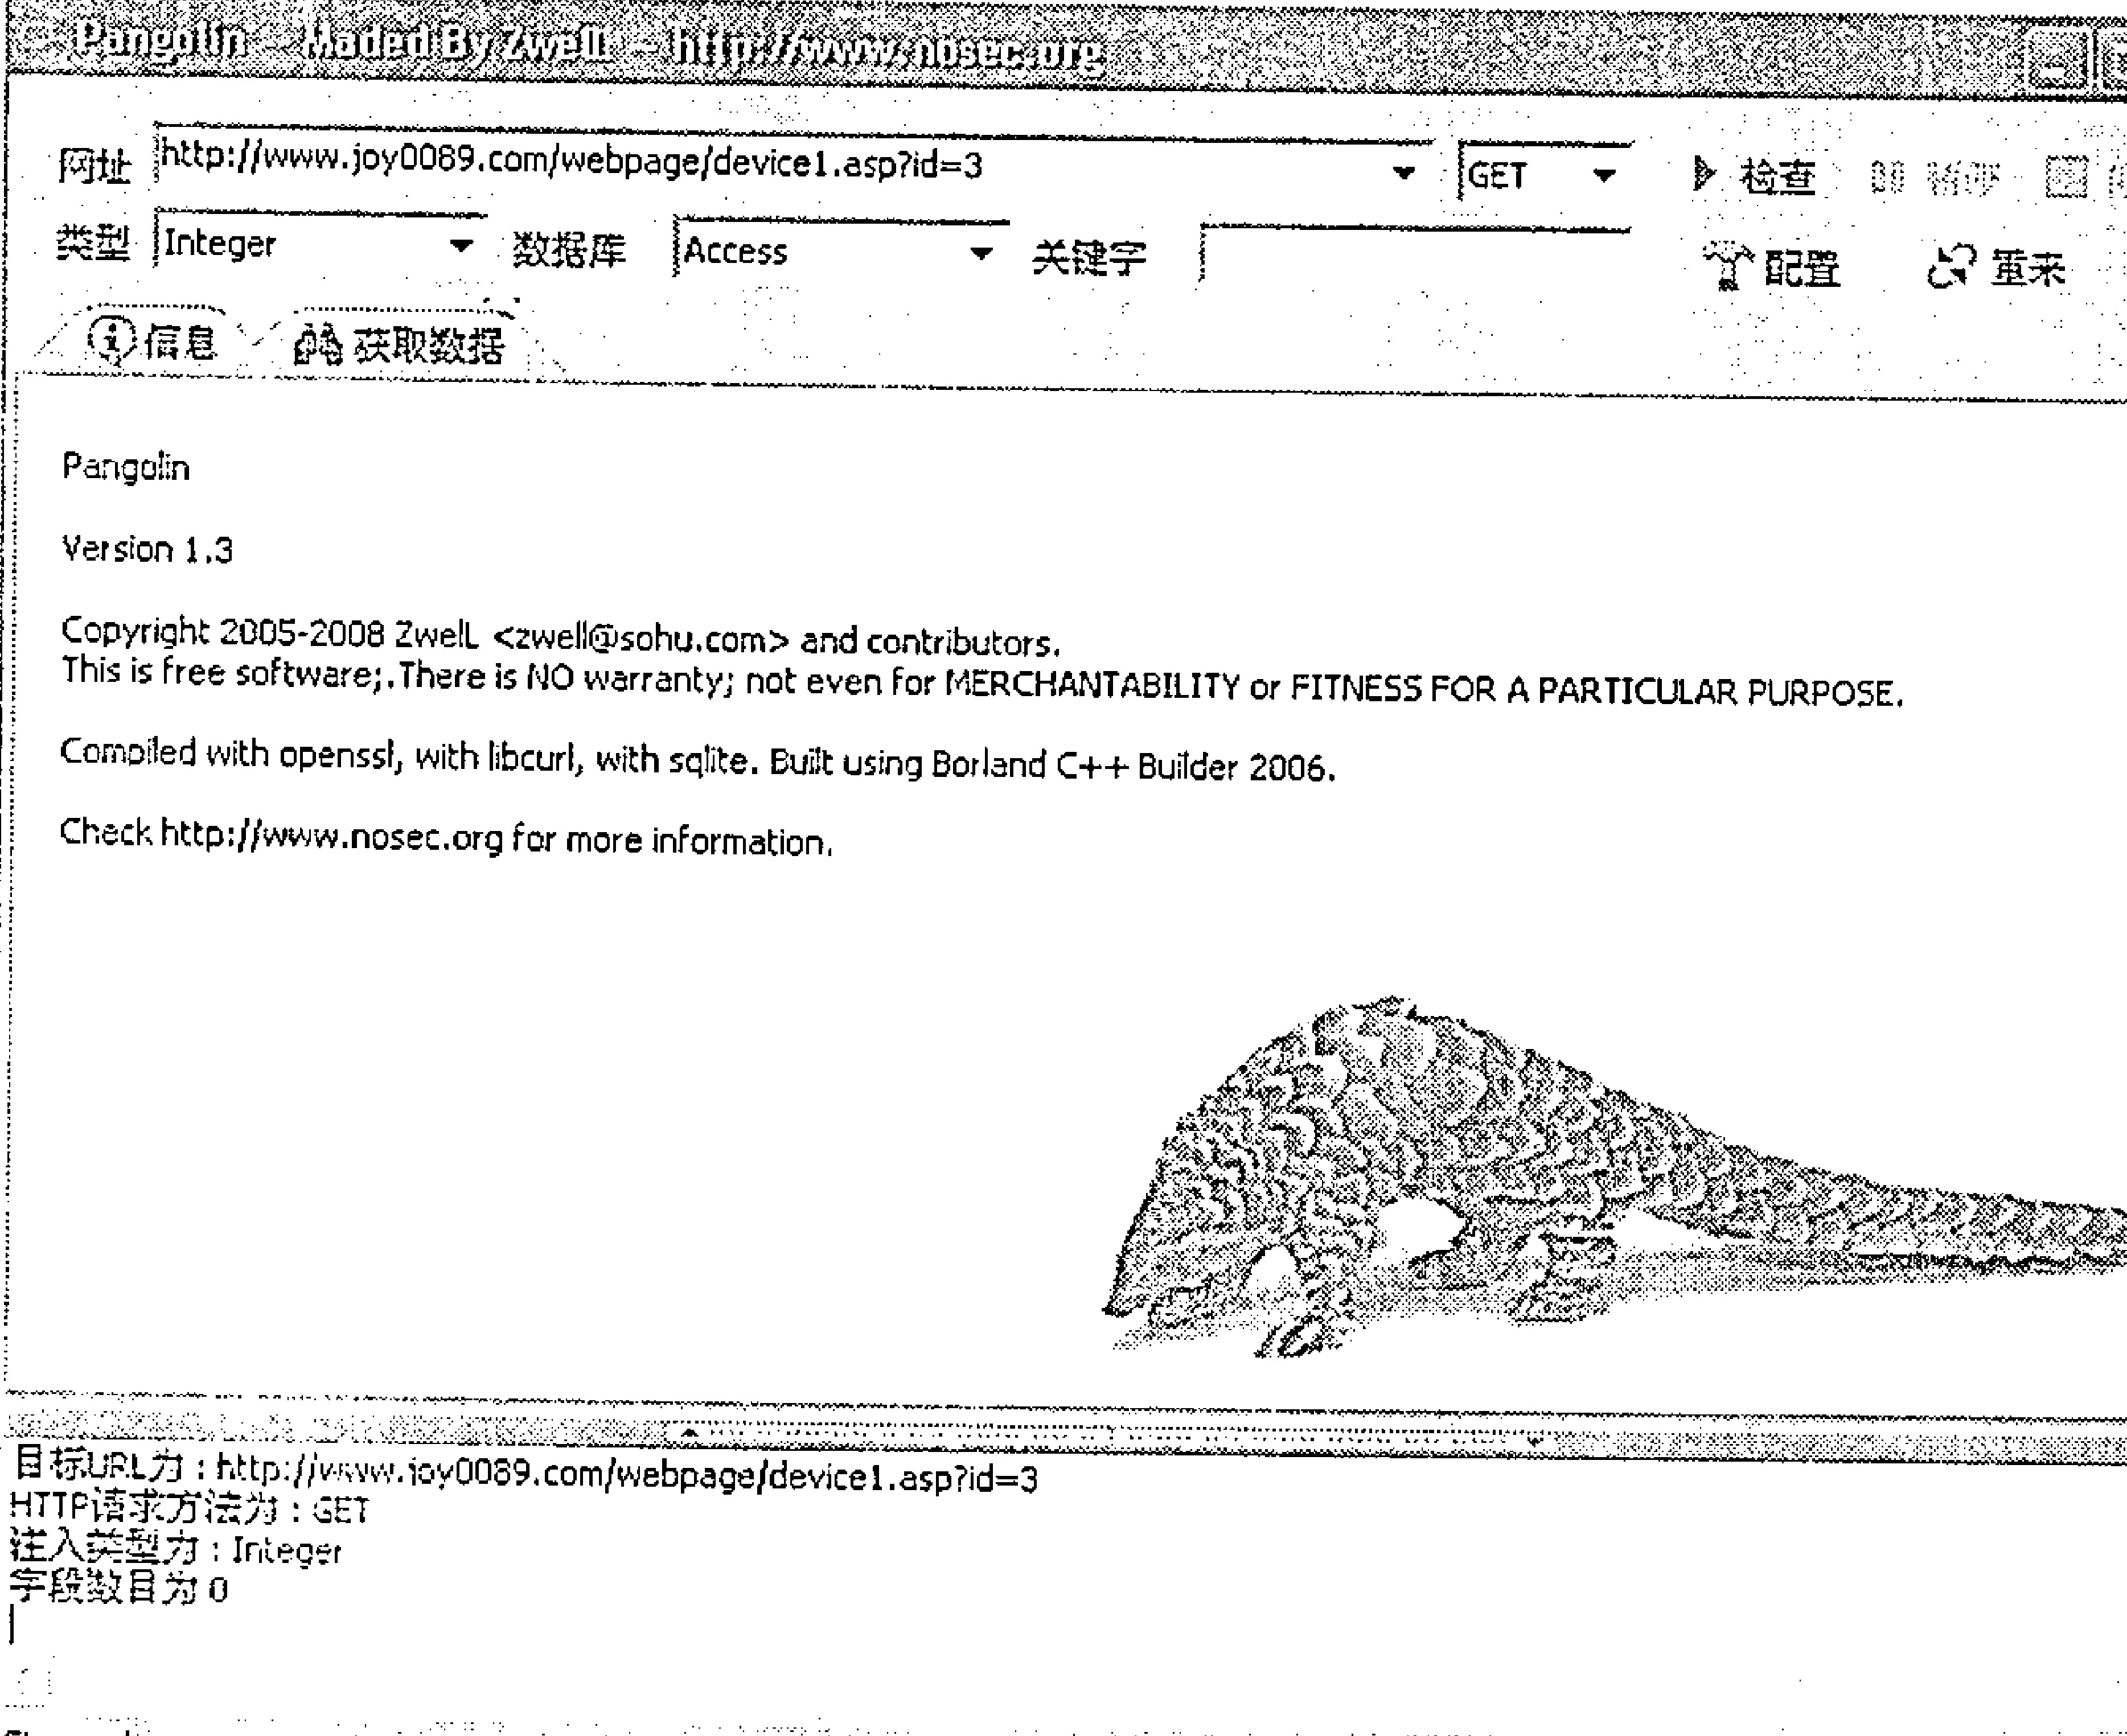 Pangolin - Maded By Zwell - http://www.nosec.org
网址 http://www.joy0089.com/webpage/device1.asp?id=3 GET 检查
类型 Integer 数据库 Access 关键字 配置 重来
信息 获取数据
Pangolin
Version 1.3
Copyright 2005-2008 ZwelL <zwell@sohu.com> and contributors.
This is free software;.There is NO warranty; not even for MERCHANTABILITY or FITNESS FOR A PARTICULAR PURPOSE.
Compiled with openssl, with libcurl, with sqlite. Built using Borland C++ Builder 2006.
Check http://www.nosec.org for more information.
目标URL为：http://www.joy0089.com/webpage/device1.asp?id=3
HTTP请求方法为：GET
注入类型为：Integer
字段数目为 0